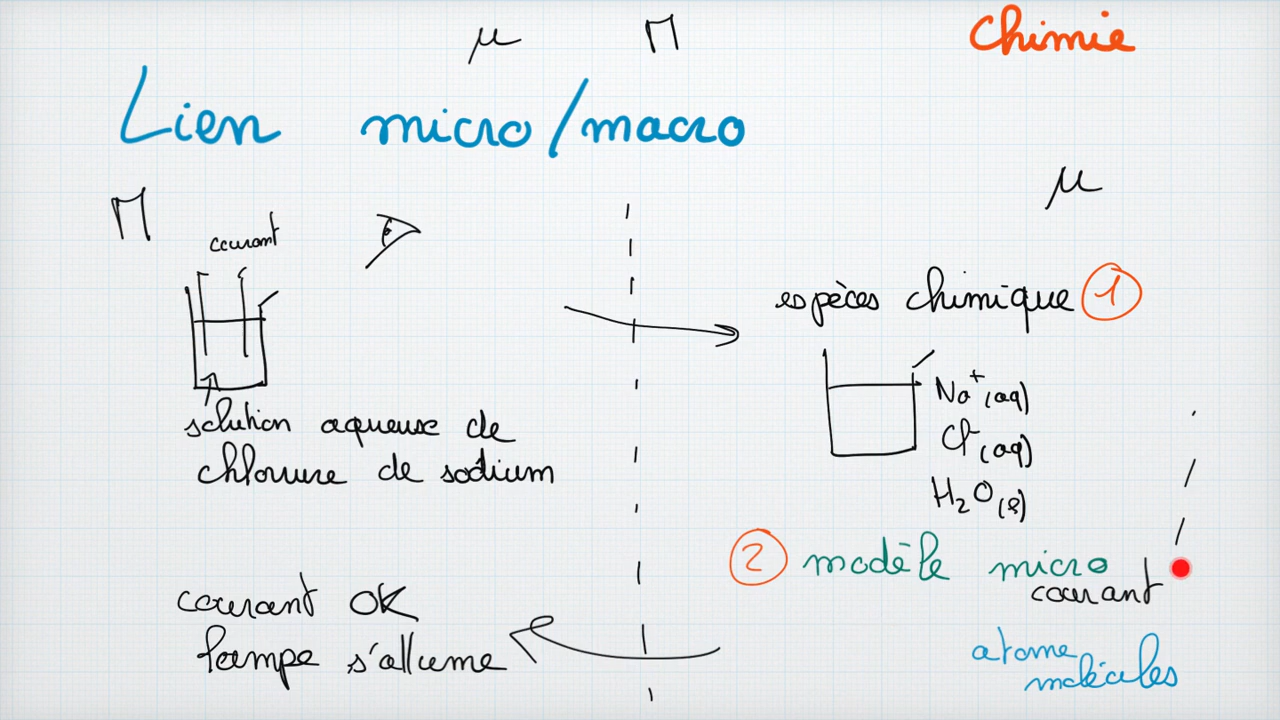 μ M Chimie
Lien micro/macro
M
courant
μ
espèces chimique 1
Na+(aq)
Cl-(aq)
H2O(l)
solution aqueuse de
chlorure de sodium
2 modèle micro
courant
courant OK
lampe s'allume
atome
molécules